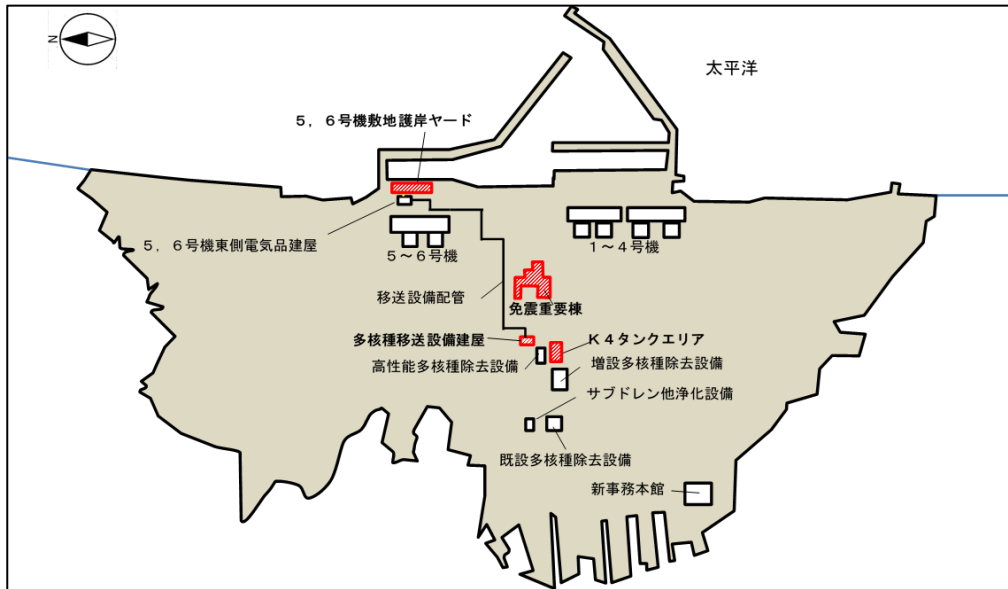 N
太平洋
５，６号機敷地護岸ヤード
５，６号機東側電気品建屋
５～６号機
１～４号機
移送設備配管
免震重要棟
多核種移送設備建屋
Ｋ４タンクエリア
高性能多核種除去設備
増設多核種除去設備
サブドレン他浄化設備
既設多核種除去設備
新事務本館